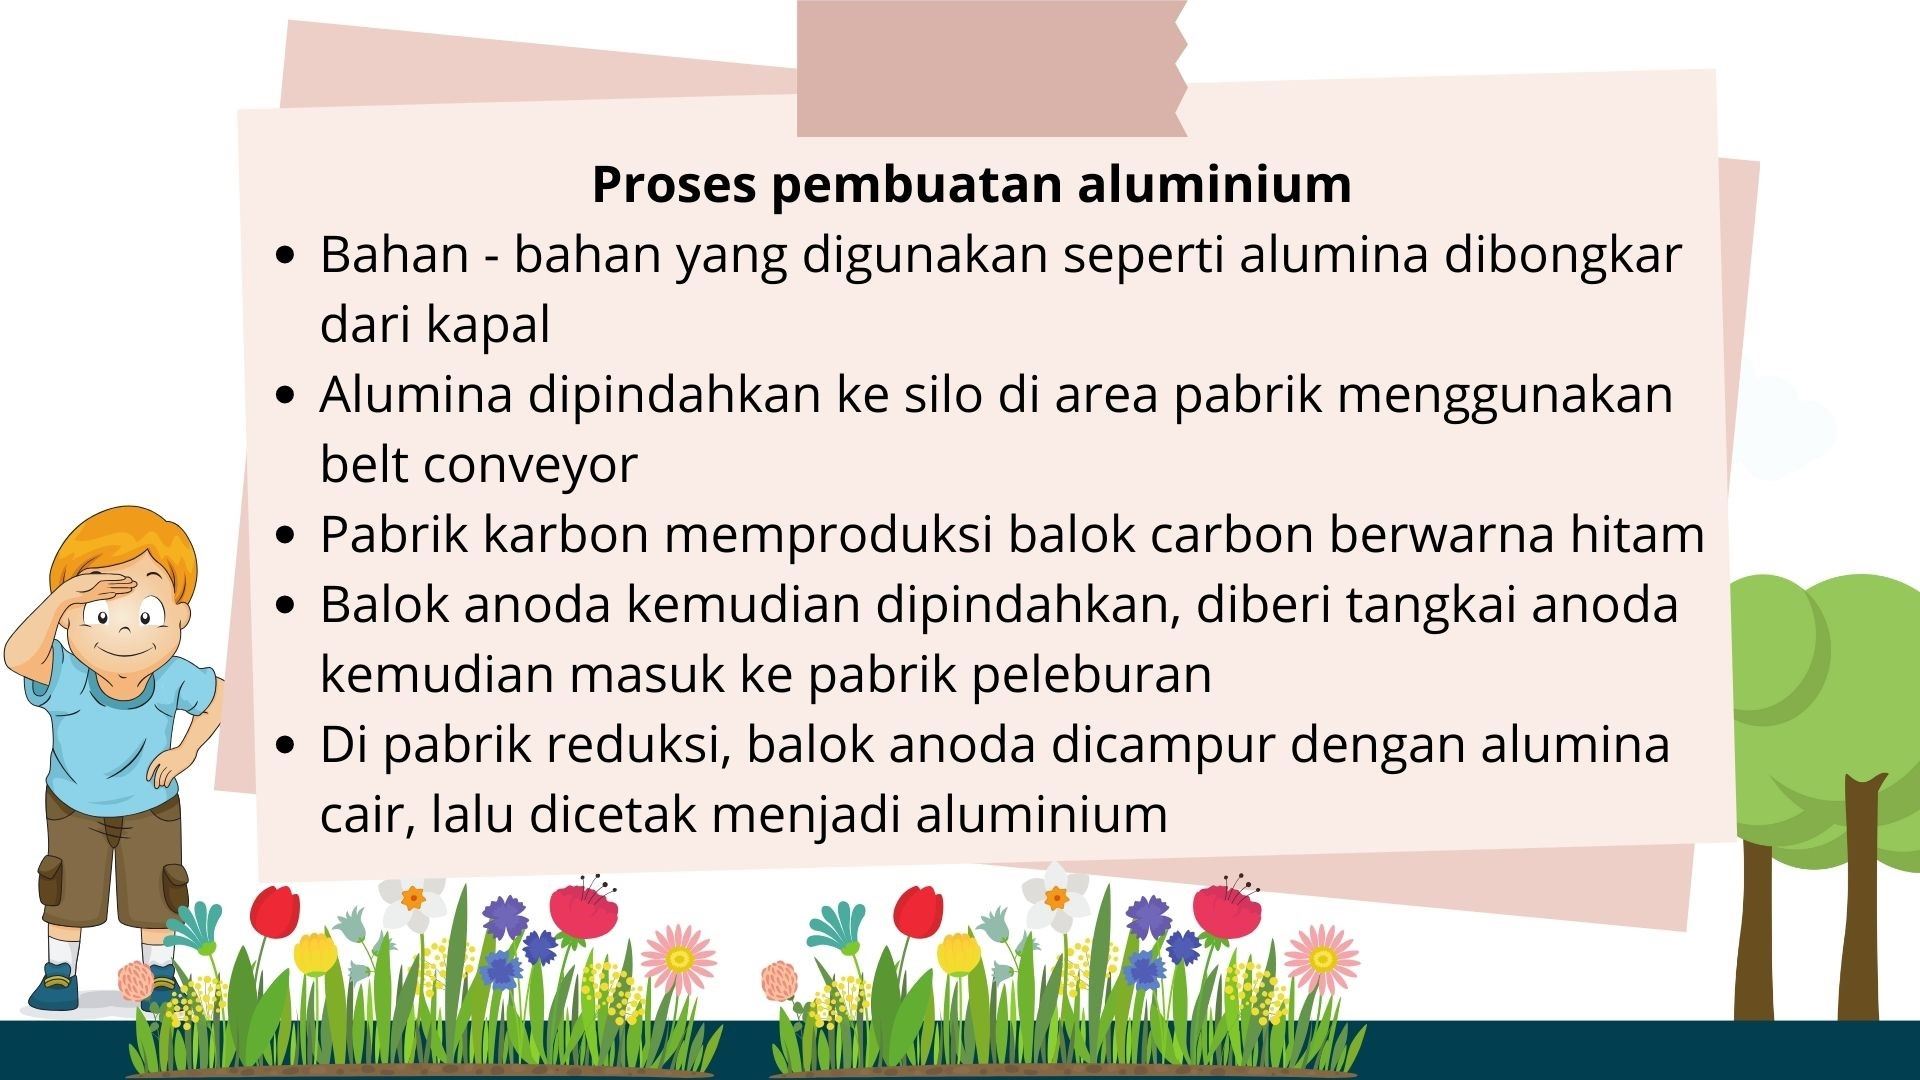 Proses pembuatan aluminium
• Bahan - bahan yang digunakan seperti alumina dibongkar
dari kapal
• Alumina dipindahkan ke silo di area pabrik menggunakan
belt conveyor
• Pabrik karbon memproduksi balok carbon berwarna hitam
• Balok anoda kemudian dipindahkan, diberi tangkai anoda
kemudian masuk ke pabrik peleburan
• Di pabrik reduksi, balok anoda dicampur dengan alumina
cair, lalu dicetak menjadi aluminium